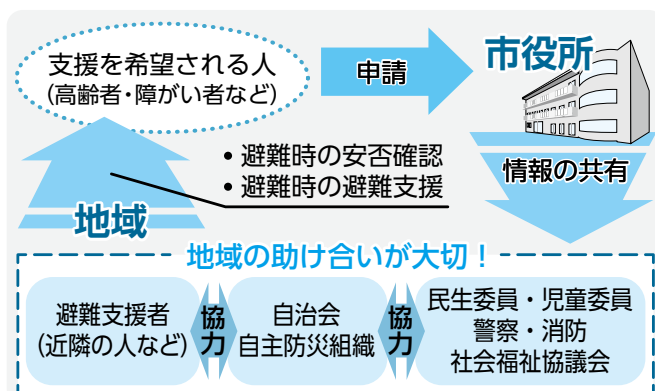 支援を希望される人
(高齢者・障がい者など)
申請
市役所
• 避難時の安否確認
• 避難時の避難支援
情報の共有
地域
地域の助け合いが大切！
避難支援者
(近隣の人など)
協力
自治会
自主防災組織
協力
民生委員・児童委員
警察・消防
社会福祉協議会